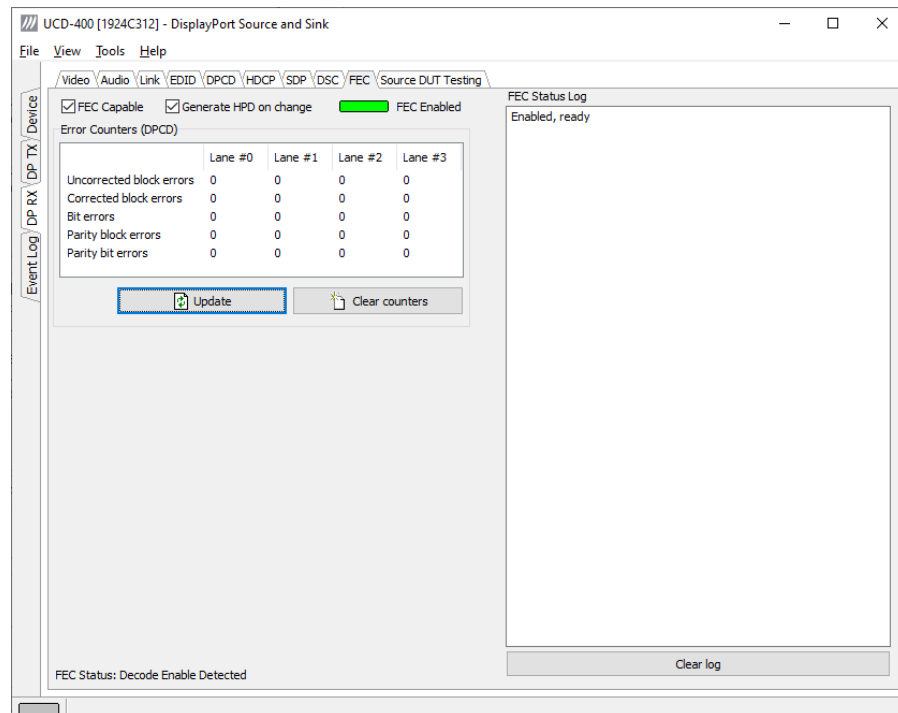 UCD-400 [1924C312] - DisplayPort Source and Sink
File View Tools Help
Video Audio Link EDID DPCD HDCP SDP DSC FEC Source DUT Testing
Device
DP TX
DP RX
Event Log
FEC Capable Generate HPD on change FEC Enabled
Error Counters (DPCD)
Lane #0 Lane #1 Lane #2 Lane #3
Uncorrected block errors 0 0 0 0
Corrected block errors 0 0 0 0
Bit errors 0 0 0 0
Parity block errors 0 0 0 0
Parity bit errors 0 0 0 0
Update Clear counters
FEC Status: Decode Enable Detected
FEC Status Log
Enabled, ready
Clear log